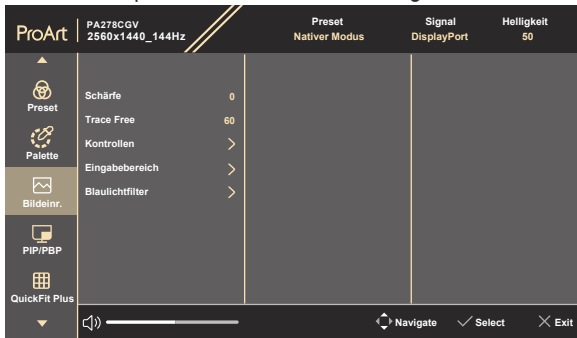 ProArt
PA278CGV
2560x1440_144Hz
Preset
Nativer Modus
Signal
DisplayPort
Helligkeit
50
Preset
Palette
Bildeinr.
PIP/PBP
QuickFit Plus
Schärfe 0
Trace Free 60
Kontrollen
Eingabebereich
Blaulichtfilter
Navigate Select Exit